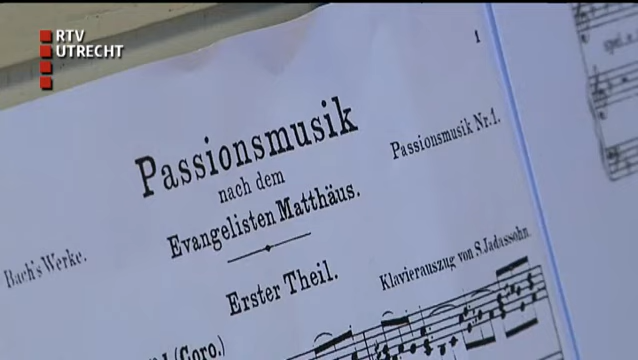 RTV
UTRECHT
1
Passionsmusik
nach dem
Evangelisten Matthäus.
Passionsmusik Nr.1.
Bach's Werke.
Erster Theil.
Klavierauszug von S. Jadassohn.
(Coro.)